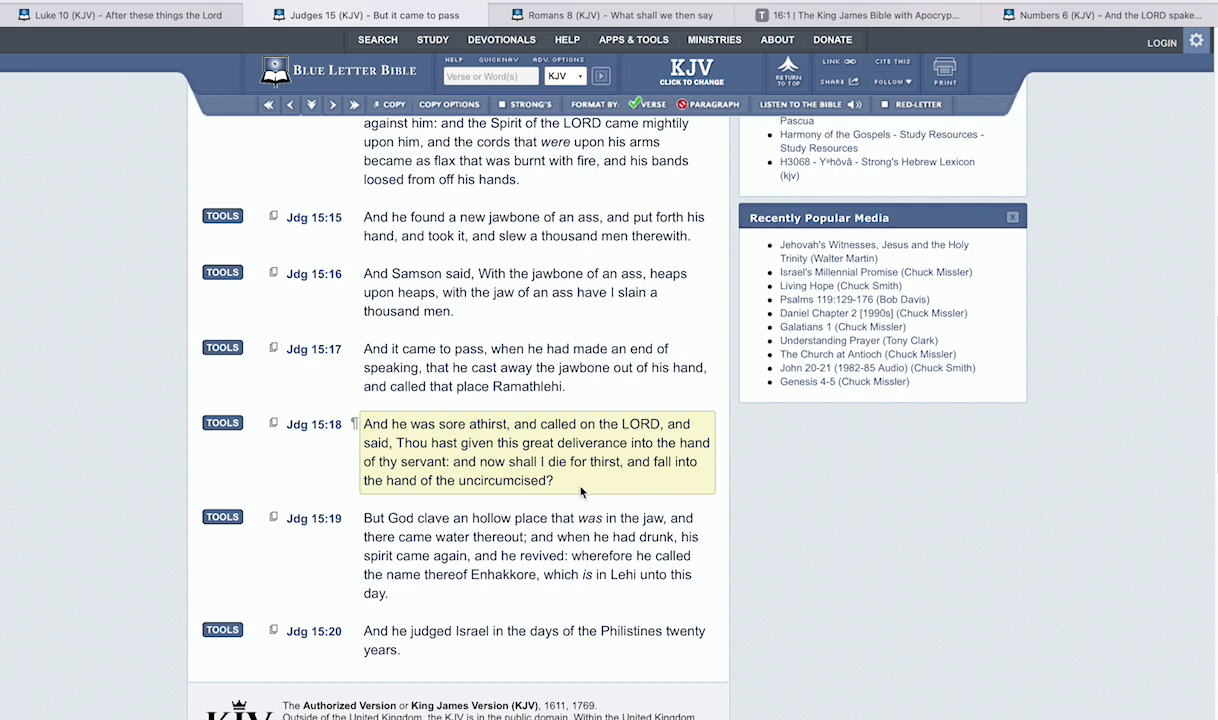 Luke 10 (KJV) - After these things the Lord
Judges 15 (KJV) - But it came to pass
Romans 8 (KJV) - What shall we then say
T 16:1 | The King James Bible with Apocryp...
Numbers 6 (KJV) - And the LORD spake...
SEARCH STUDY DEVOTIONALS HELP APPS & TOOLS MINISTRIES ABOUT DONATE
LOGIN
BLUE LETTER BIBLE
HELP QUICKNAV ADV. OPTIONS
Verse or Word(s) KJV
KJV
CLICK TO CHANGE
RETURN
TO TOP
LINK CITE THIS
SHARE FOLLOW
PRINT
COPY COPY OPTIONS STRONG'S FORMAT BY: VERSE PARAGRAPH LISTEN TO THE BIBLE RED-LETTER
against him: and the Spirit of the LORD came mightily
upon him, and the cords that were upon his arms
became as flax that was burnt with fire, and his bands
loosed from off his hands.
TOOLS Jdg 15:15 And he found a new jawbone of an ass, and put forth his
hand, and took it, and slew a thousand men therewith.
TOOLS Jdg 15:16 And Samson said, With the jawbone of an ass, heaps
upon heaps, with the jaw of an ass have I slain a
thousand men.
TOOLS Jdg 15:17 And it came to pass, when he had made an end of
speaking, that he cast away the jawbone out of his hand,
and called that place Ramathlehi.
TOOLS Jdg 15:18 ¶ And he was sore athirst, and called on the LORD, and
said, Thou hast given this great deliverance into the hand
of thy servant: and now shall I die for thirst, and fall into
the hand of the uncircumcised?
TOOLS Jdg 15:19 But God clave an hollow place that was in the jaw, and
there came water thereout; and when he had drunk, his
spirit came again, and he revived: wherefore he called
the name thereof Enhakkore, which is in Lehi unto this
day.
TOOLS Jdg 15:20 And he judged Israel in the days of the Philistines twenty
years.
KJV
The Authorized Version or King James Version (KJV), 1611, 1769.
Outside of the United Kingdom, the KJV is in the public domain. Within the United Kingdom,
Pascua
Harmony of the Gospels - Study Resources -
Study Resources
H3068 - Yᵊhōvâ - Strong's Hebrew Lexicon
(kjv)
Recently Popular Media x
Jehovah's Witnesses, Jesus and the Holy
Trinity (Walter Martin)
Israel's Millennial Promise (Chuck Missler)
Living Hope (Chuck Smith)
Psalms 119:129-176 (Bob Davis)
Daniel Chapter 2 [1990s] (Chuck Missler)
Galatians 1 (Chuck Missler)
Understanding Prayer (Tony Clark)
The Church at Antioch (Chuck Missler)
John 20-21 (1982-85 Audio) (Chuck Smith)
Genesis 4-5 (Chuck Missler)